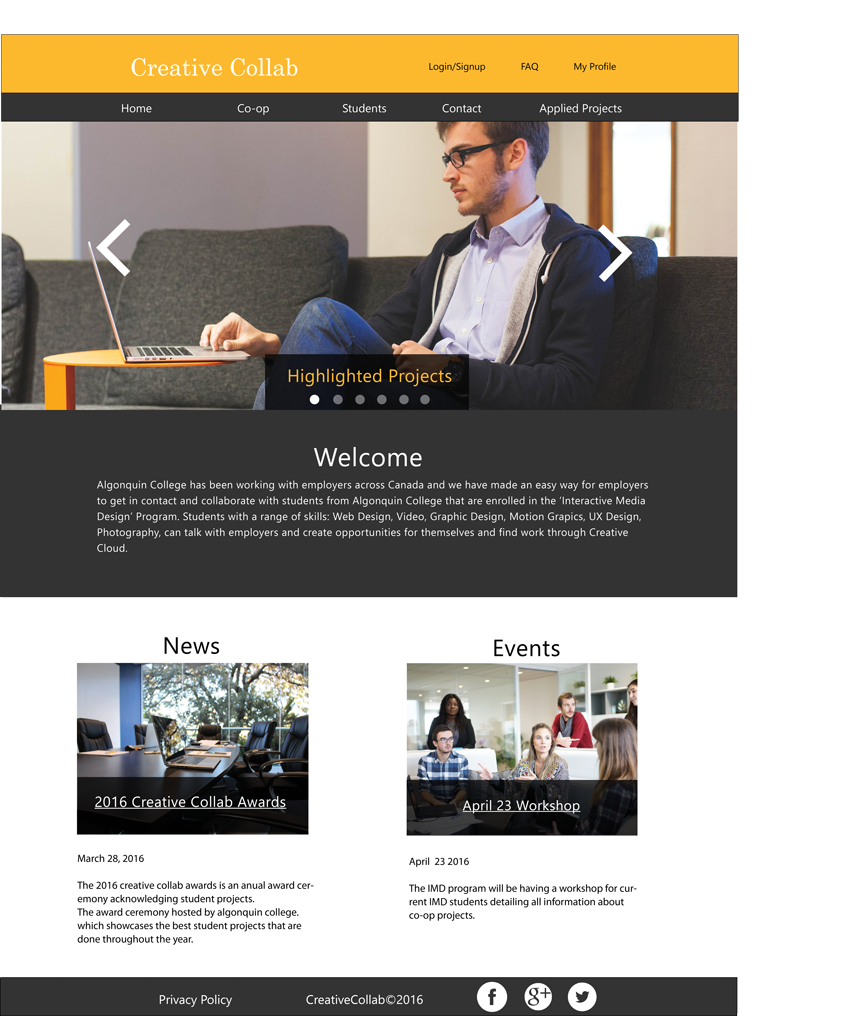 Creative Collab
Login/Signup FAQ My Profile
Home Co-op Students Contact Applied Projects
Highlighted Projects
Welcome
Algonquin College has been working with employers across Canada and we have made an easy way for employers
to get in contact and collaborate with students from Algonquin College that are enrolled in the ‘Interactive Media
Design’ Program. Students with a range of skills: Web Design, Video, Graphic Design, Motion Grapics, UX Design,
Photography, can talk with employers and create opportunities for themselves and find work through Creative
Cloud.
News
2016 Creative Collab Awards
March 28, 2016
The 2016 creative collab awards is an anual award cer-
emony acknowledging student projects.
The award ceremony hosted by algonquin college.
which showcases the best student projects that are
done throughout the year.
Events
April 23 Workshop
April 23 2016
The IMD program will be having a workshop for cur-
rent IMD students detailing all information about
co-op projects.
Privacy Policy CreativeCollab©2016 f g+